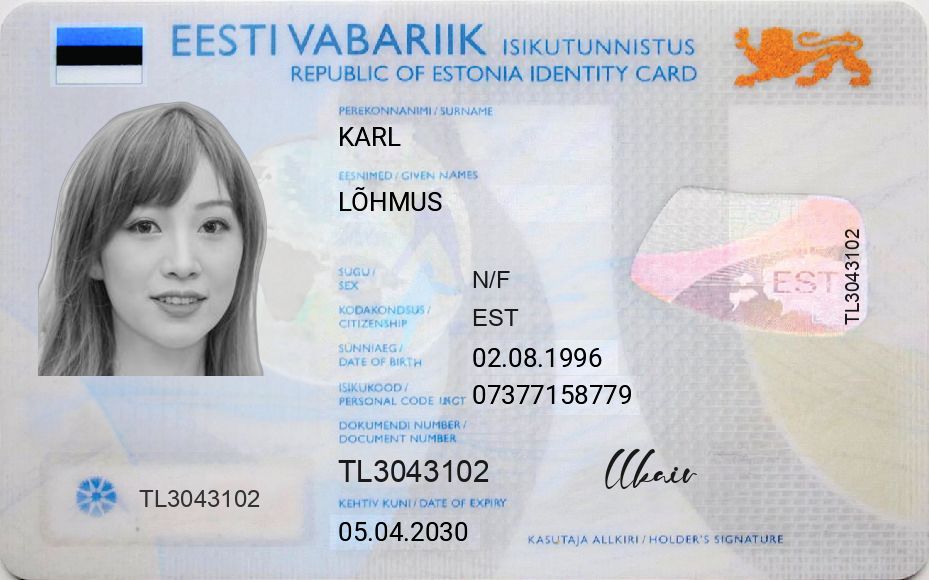 EESTI VABARIIK ISIKUTUNNISTUS
REPUBLIC OF ESTONIA IDENTITY CARD
PEREKONNANIMI / SURNAME
KARL
EESNIMED / GIVEN NAMES
LÕHMUS
SUGU / SEX
N/F
KODAKONDSUS / CITIZENSHIP
EST
SÜNNIAEG / DATE OF BIRTH
02.08.1996
ISIKUKOOD / PERSONAL CODE
07377158779
DOKUMENDI NUMBER / DOCUMENT NUMBER
TL3043102
KEHTIV KUNI / DATE OF EXPIRY
05.04.2030
TL3043102
EST
TL3043102
KASUTAJA ALLKIRI / HOLDER'S SIGNATURE